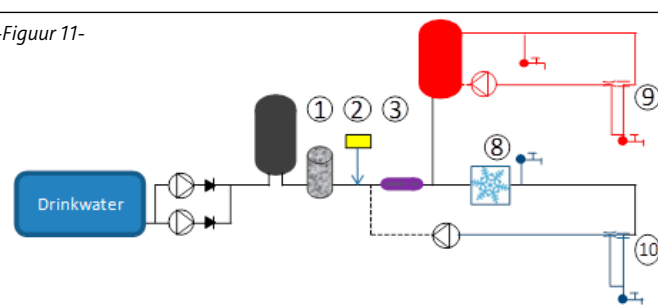 -Figuur 11-
① ② ③
⑨
⑧
Drinkwater
⑩